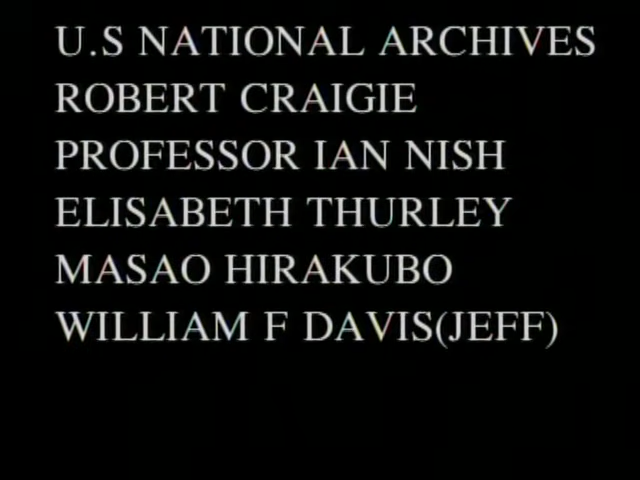 U.S NATIONAL ARCHIVES
ROBERT CRAIGIE
PROFESSOR IAN NISH
ELISABETH THURLEY
MASAO HIRAKUBO
WILLIAM F DAVIS(JEFF)